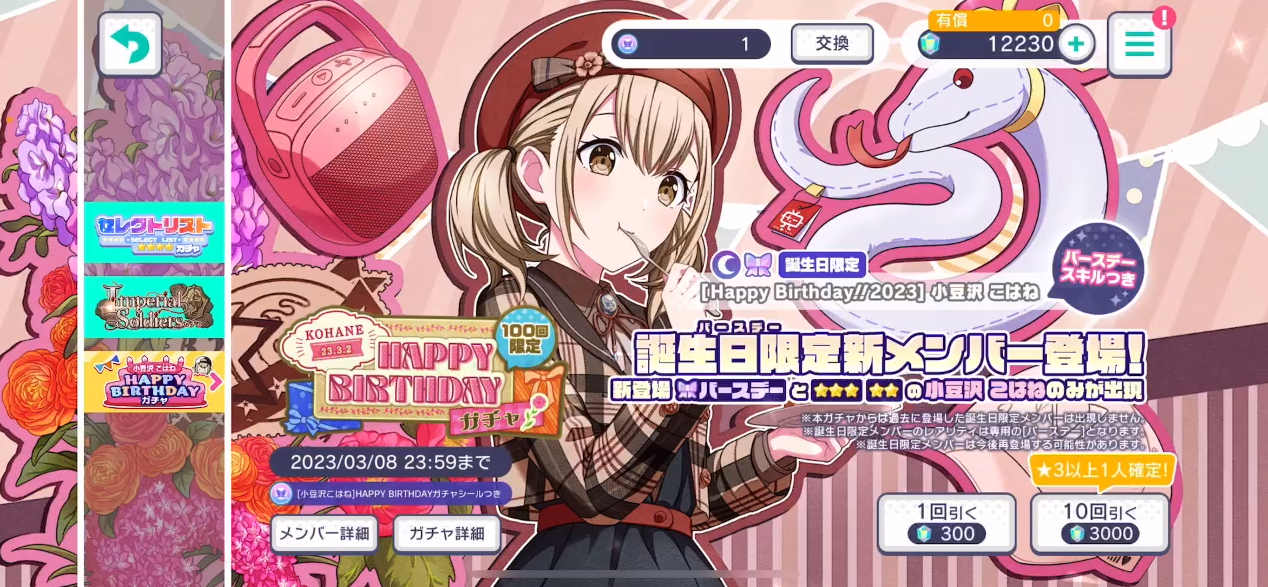 1
交換
有償 0
12230
!
セレクトリスト
SELECT LIST
★★★★ガチャ
Imperial Soldiers
小豆沢 こはね
HAPPY BIRTHDAY
ガチャ
誕生日限定
[Happy Birthday!!2023] 小豆沢 こはね
バースデースキルつき
KOHANE
23.3.2
HAPPY BIRTHDAY
ガチャ
100回限定
バースデー
誕生日限定新メンバー登場!
新登場 バースデーと ★★★ ★★ の小豆沢 こはねのみが出現
※本ガチャからは過去に登場した誕生日限定メンバーは出現しません。
※誕生日限定メンバーのレアリティは専用の[バースデー]となります。
※誕生日限定メンバーは今後再登場する可能性があります。
2023/03/08 23:59まで
[小豆沢こはね]HAPPY BIRTHDAYガチャシールつき
メンバー詳細
ガチャ詳細
★3以上1人確定!
1回引く
300
10回引く
3000